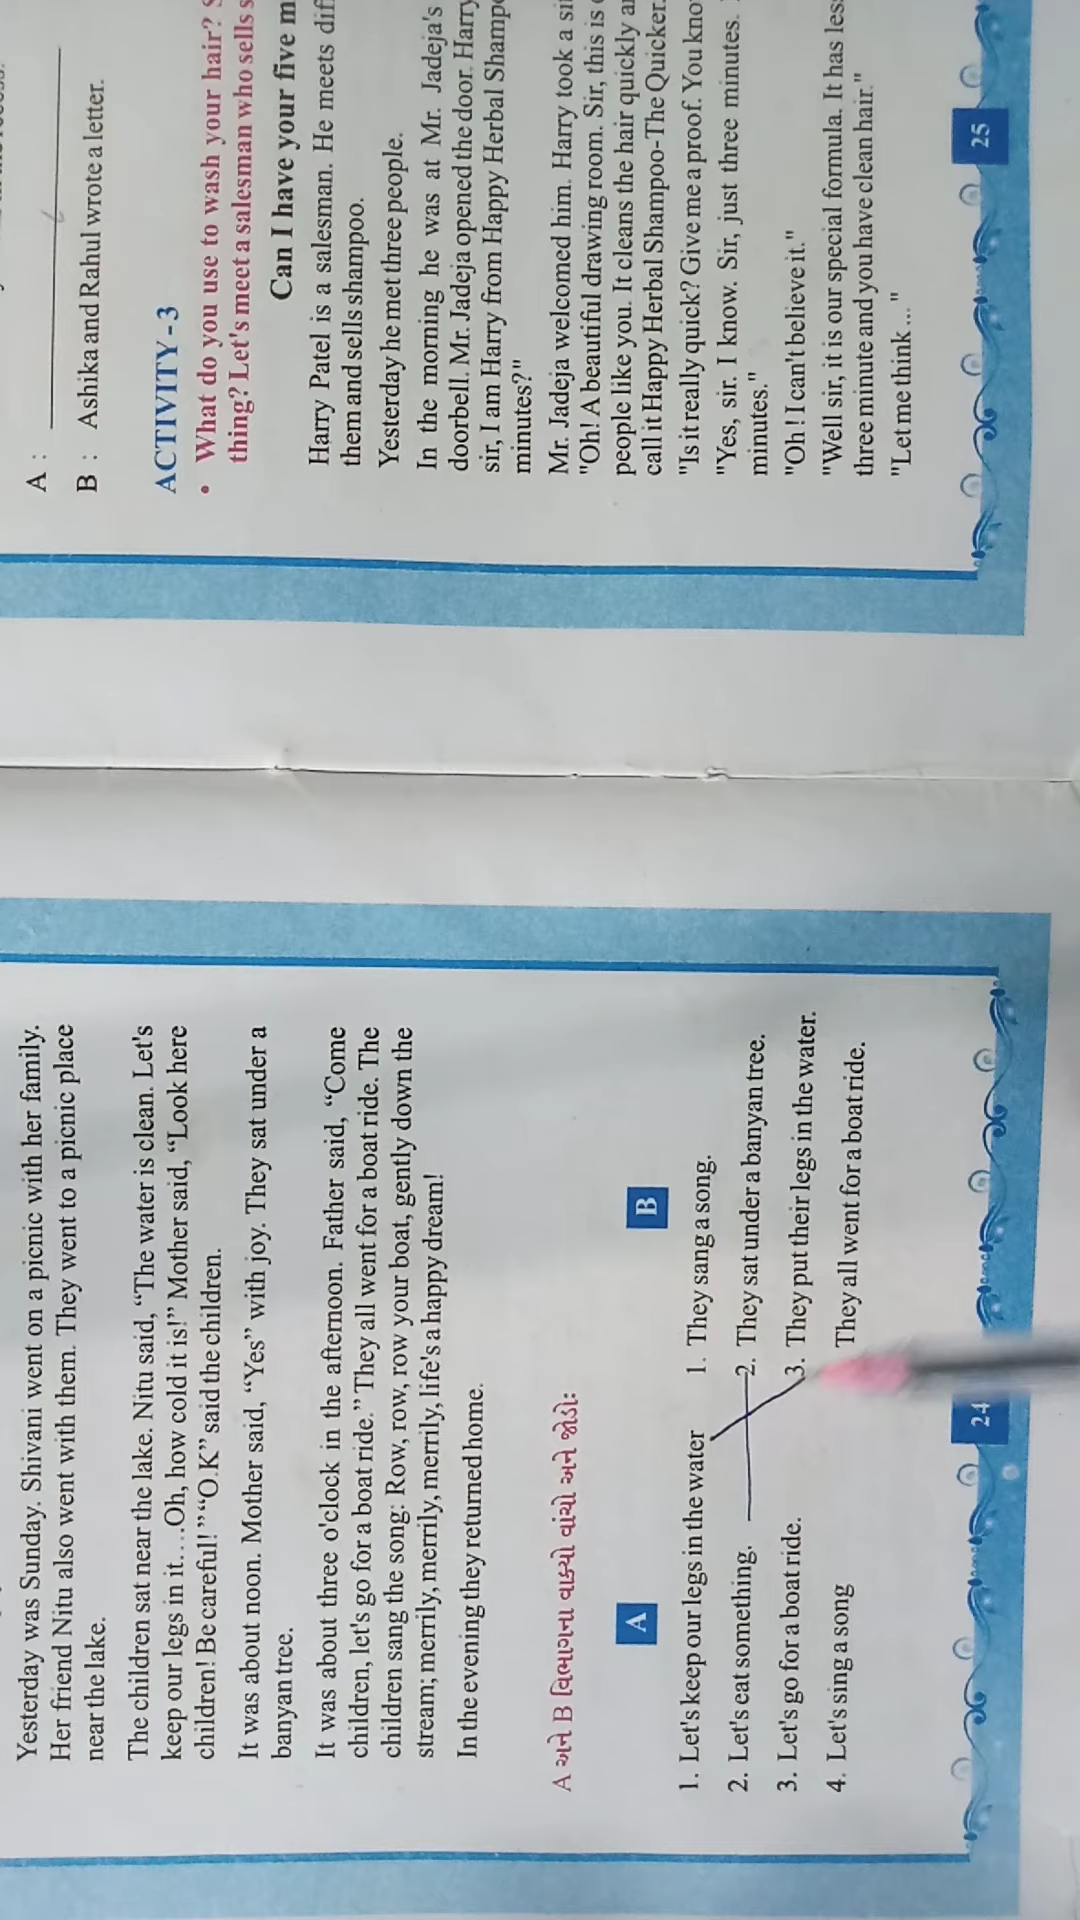 Yesterday was Sunday. Shivani went on a picnic with her family.
Her friend Nitu also went with them. They went to a picnic place
near the lake.
The children sat near the lake. Nitu said, “The water is clean. Let's
keep our legs in it....Oh, how cold it is!” Mother said, “Look here
children! Be careful!” “O.K” said the children.
It was about noon. Mother said, “Yes” with joy. They sat under a
banyan tree.
It was about three o'clock in the afternoon. Father said, “Come
children, let's go for a boat ride.” They all went for a boat ride. The
children sang the song: Row, row, row your boat, gently down the
stream; merrily, merrily, merrily, merrily, life's a happy dream!
In the evening they returned home.
A અને B વિભાગના વાક્યો વાંચો અને જોડો:
A B
1. Let's keep our legs in the water 1. They sang a song.
2. Let's eat something. 2. They sat under a banyan tree.
3. Let's go for a boat ride. 3. They put their legs in the water.
4. Let's sing a song They all went for a boat ride.
24
A :
B : Ashika and Rahul wrote a letter.
ACTIVITY - 3
• What do you use to wash your hair?
thing? Let's meet a salesman who sells
Can I have your five
Harry Patel is a salesman. He meets
them and sells shampoo.
Yesterday he met three people.
In the morning he was at Mr. Jadeja's
doorbell. Mr. Jadeja opened the door. Harry
sir, I am Harry from Happy Herbal
minutes?"
Mr. Jadeja welcomed him. Harry took a
"Oh! A beautiful drawing room. Sir, this is
people like you. It cleans the hair quickly
call it Happy Herbal Shampoo-The Quicker.
"Is it really quick? Give me a proof. You
"Yes, sir. I know. Sir, just three minutes.
minutes."
"Oh! I can't believe it."
"Well sir, it is our special formula. It has
three minute and you have clean hair."
"Let me think ... "
25